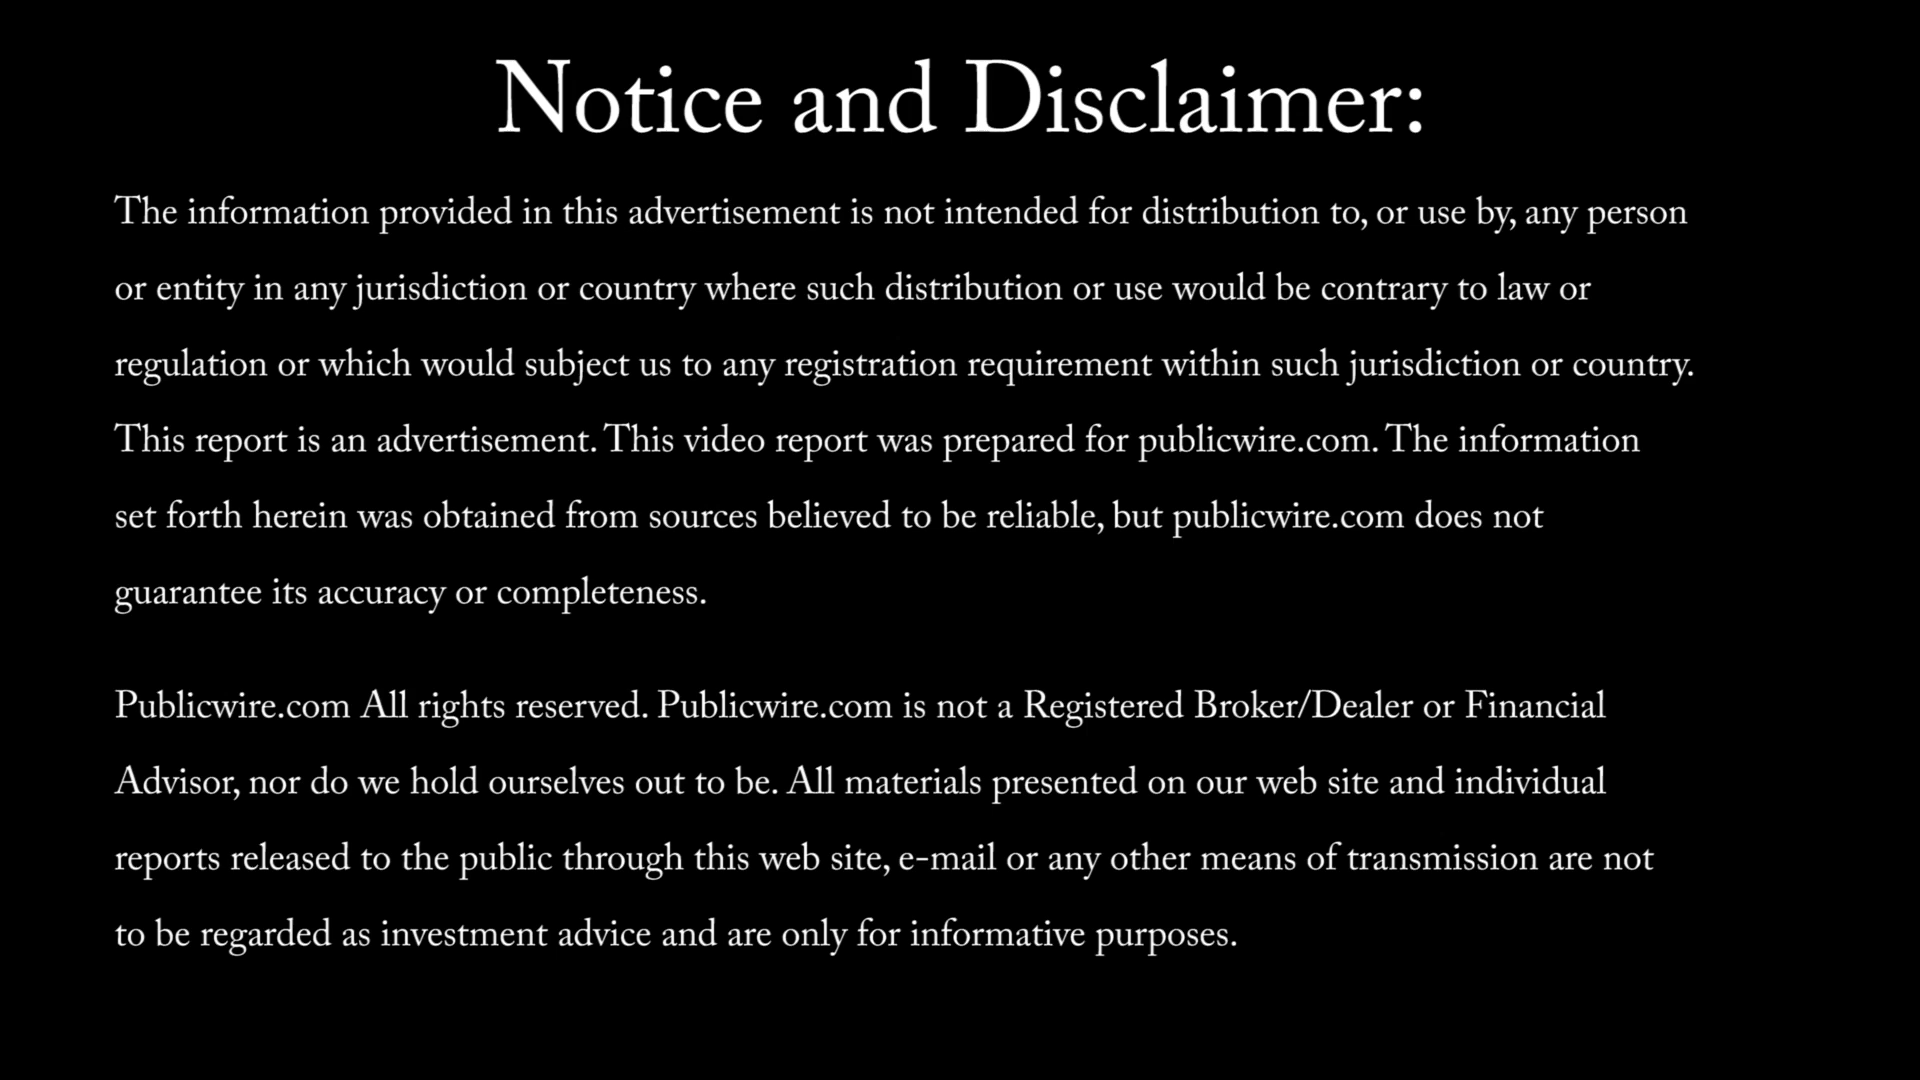 Notice and Disclaimer:
The information provided in this advertisement is not intended for distribution to, or use by, any person
or entity in any jurisdiction or country where such distribution or use would be contrary to law or
regulation or which would subject us to any registration requirement within such jurisdiction or country.
This report is an advertisement. This video report was prepared for publicwire.com. The information
set forth herein was obtained from sources believed to be reliable, but publicwire.com does not
guarantee its accuracy or completeness.
Publicwire.com All rights reserved. Publicwire.com is not a Registered Broker/Dealer or Financial
Advisor, nor do we hold ourselves out to be. All materials presented on our web site and individual
reports released to the public through this web site, e-mail or any other means of transmission are not
to be regarded as investment advice and are only for informative purposes.